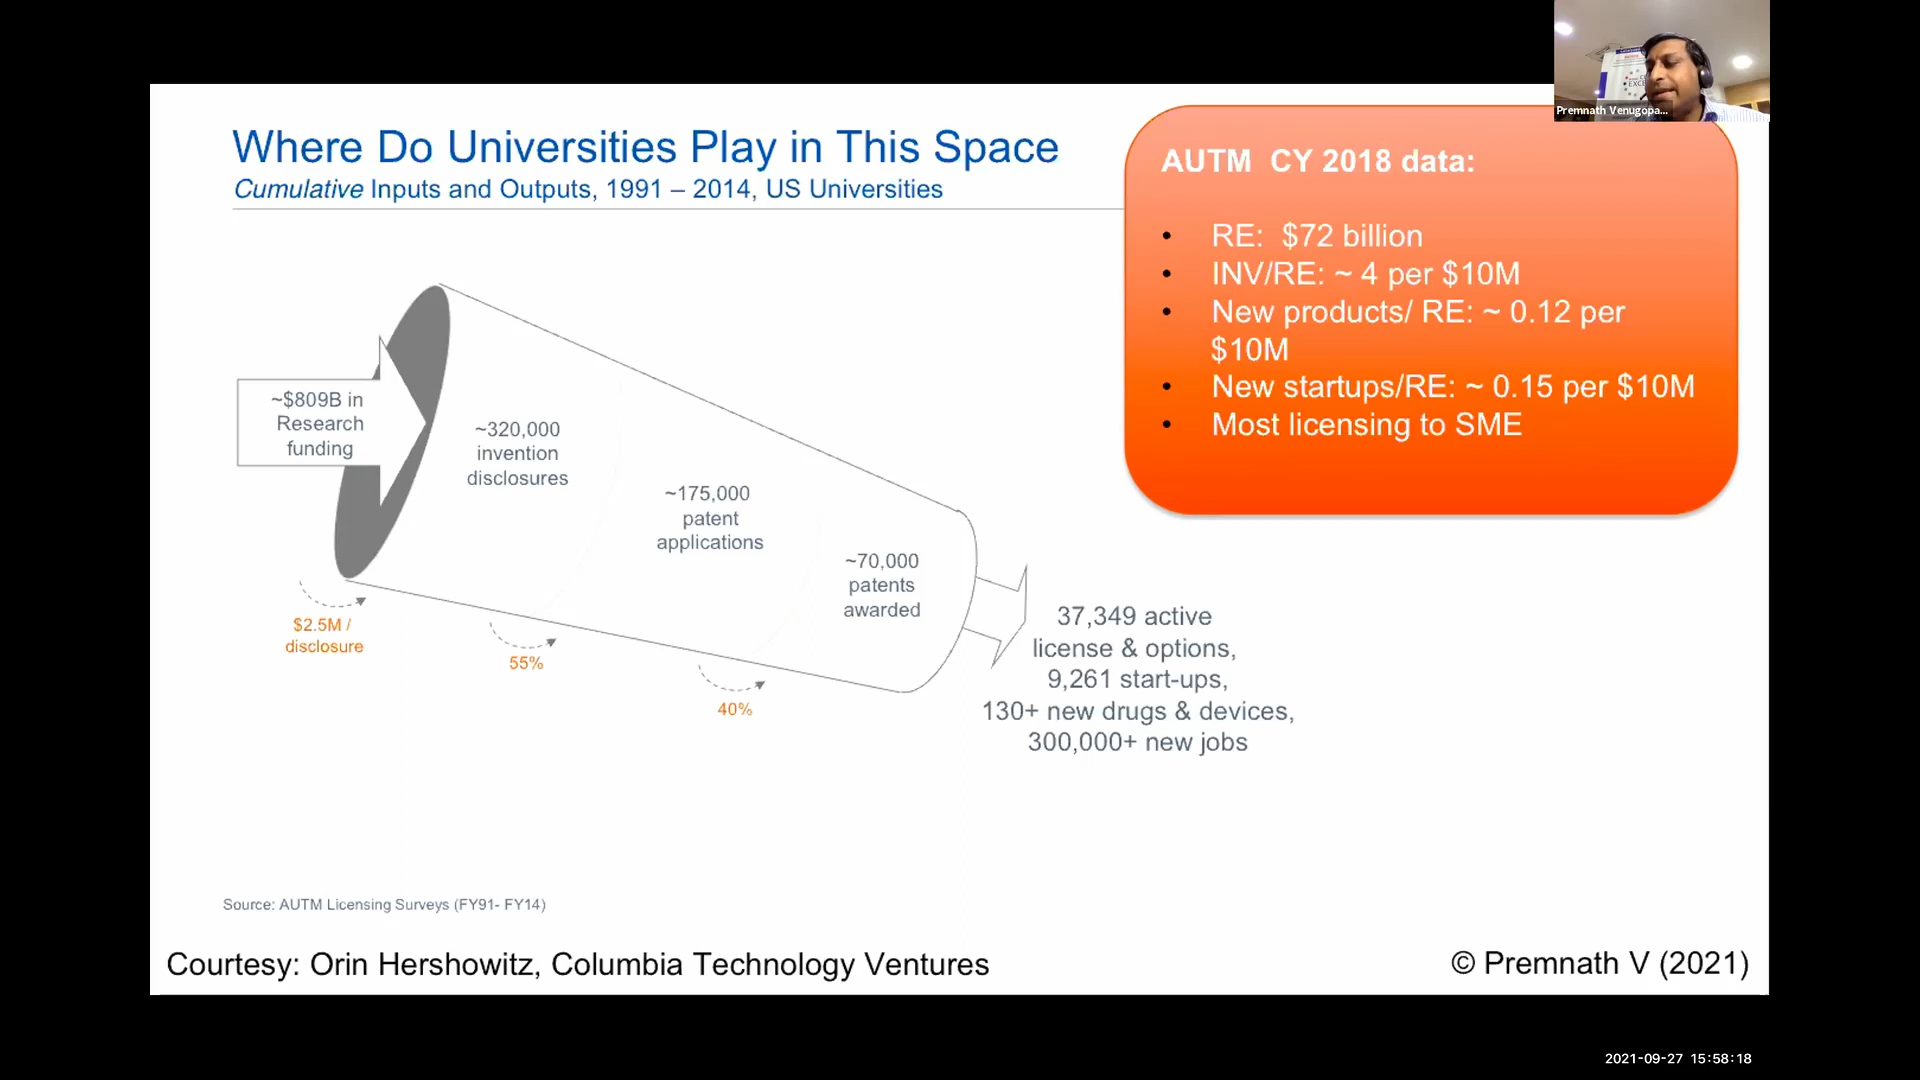 Premnath Venugopa...
Where Do Universities Play in This Space
Cumulative Inputs and Outputs, 1991 – 2014, US Universities
AUTM CY 2018 data:
• RE: $72 billion
• INV/RE: ~ 4 per $10M
• New products/ RE: ~ 0.12 per
$10M
• New startups/RE: ~ 0.15 per $10M
• Most licensing to SME
~$809B in
Research
funding
~320,000
invention
disclosures
~175,000
patent
applications
~70,000
patents
awarded
$2.5M /
disclosure
55%
40%
37,349 active
license & options,
9,261 start-ups,
130+ new drugs & devices,
300,000+ new jobs
Source: AUTM Licensing Surveys (FY91- FY14)
Courtesy: Orin Hershowitz, Columbia Technology Ventures
© Premnath V (2021)
2021-09-27 15:58:18